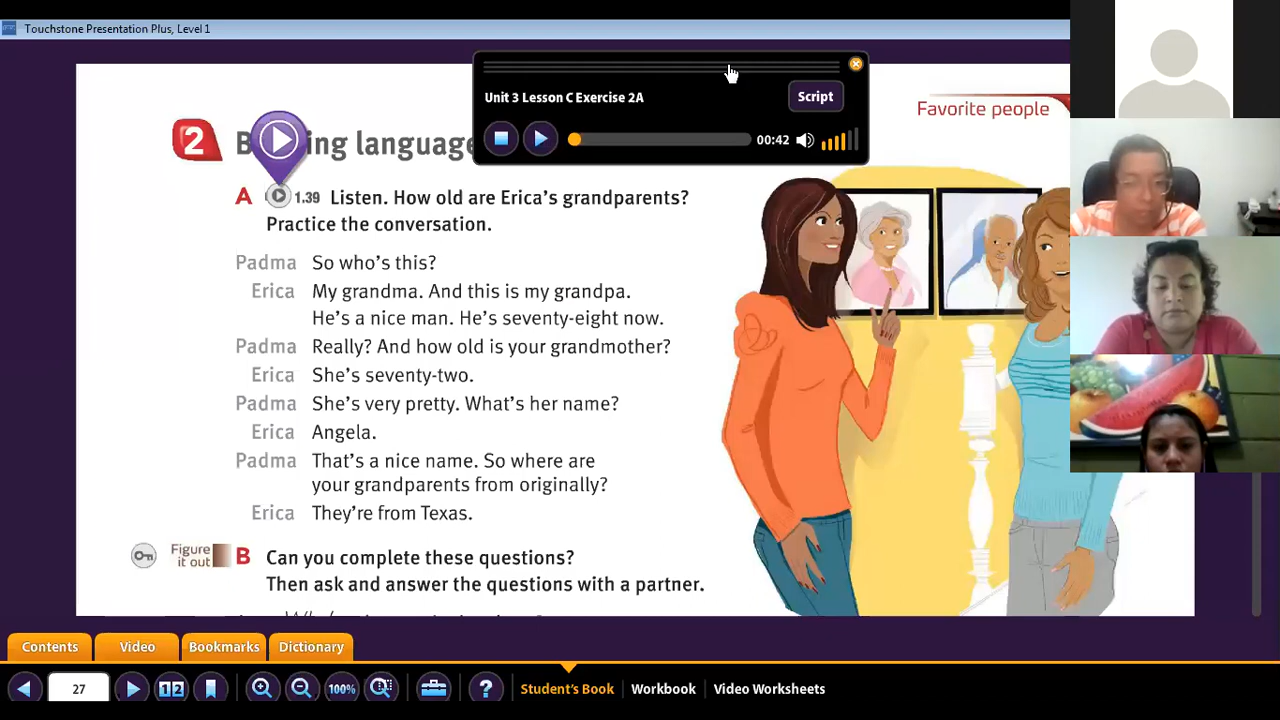 Touchstone Presentation Plus, Level 1
Unit 3 Lesson C Exercise 2A
Script
00:42
Favorite people
2 B ing language
A 1.39 Listen. How old are Erica's grandparents?
Practice the conversation.
Padma So who's this?
Erica My grandma. And this is my grandpa.
He's a nice man. He's seventy-eight now.
Padma Really? And how old is your grandmother?
Erica She's seventy-two.
Padma She's very pretty. What's her name?
Erica Angela.
Padma That's a nice name. So where are
your grandparents from originally?
Erica They're from Texas.
Figure
it out
B Can you complete these questions?
Then ask and answer the questions with a partner.
Contents Video Bookmarks Dictionary
27 1 2 100% ? Student's Book Workbook Video Worksheets